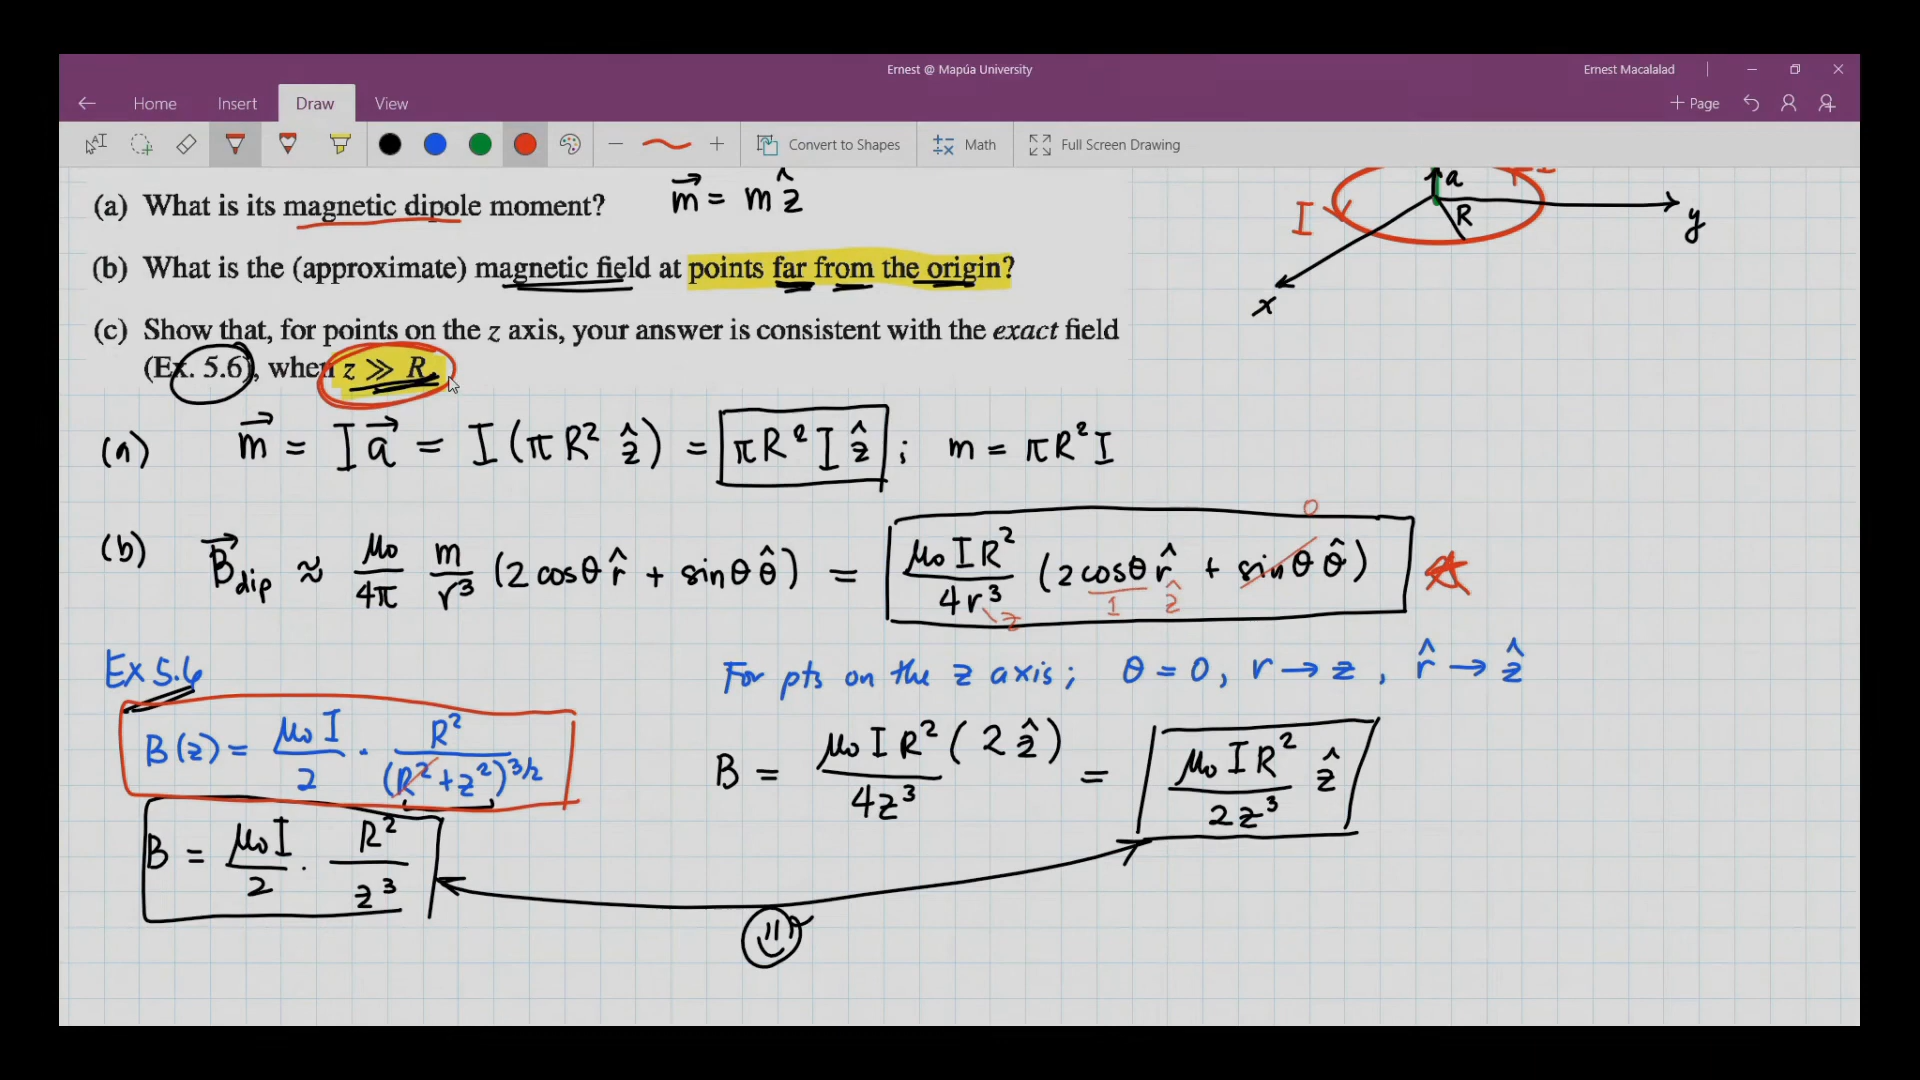 Ernest @ Mapúa University
Ernest Macalalad
Home Insert Draw View
Page
Convert to Shapes Math Full Screen Drawing
(a) What is its magnetic dipole moment? m⃗ = m ẑ
(b) What is the (approximate) magnetic field at points far from the origin?
(c) Show that, for points on the z axis, your answer is consistent with the exact field
(Ex. 5.6), when z ≫ R.
a
I R y
x
(a) m⃗ = I a⃗ = I (πR² ẑ) = πR² I ẑ ; m = πR² I
0
(b) B⃗dip ≈ μ₀/4π m/r³ (2 cosθ r̂ + sinθ θ̂) = μ₀IR²/4r³ (2 cosθ r̂ + sinθ θ̂)
z 1 ẑ
Ex 5.6
For pts on the z axis; θ = 0, r → z, r̂ → ẑ
B(z) = μ₀I/2 · R²/(R² + z²)^3/2
B = μ₀IR² (2 ẑ)/4z³ = μ₀IR²/2z³ ẑ
B = μ₀I/2 · R²/z³